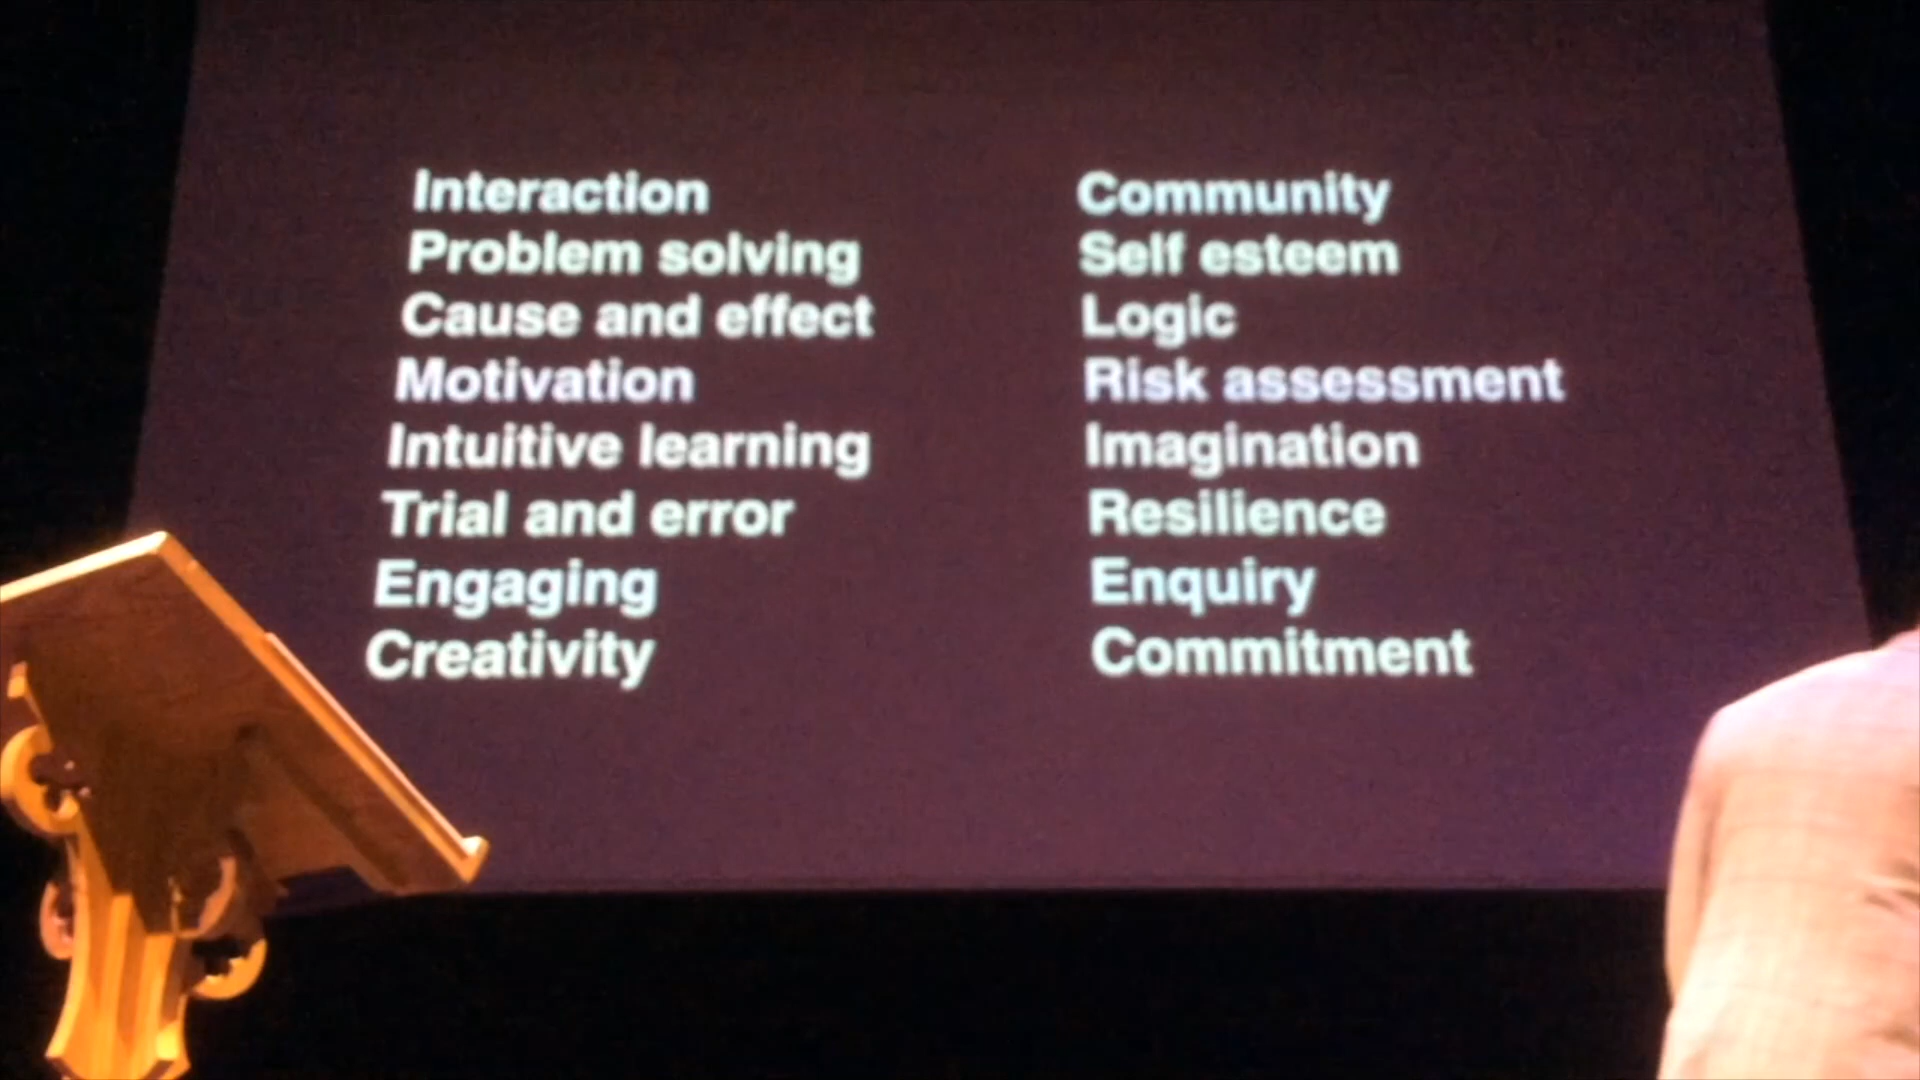 Interaction
Problem solving
Cause and effect
Motivation
Intuitive learning
Trial and error
Engaging
Creativity
Community
Self esteem
Logic
Risk assessment
Imagination
Resilience
Enquiry
Commitment